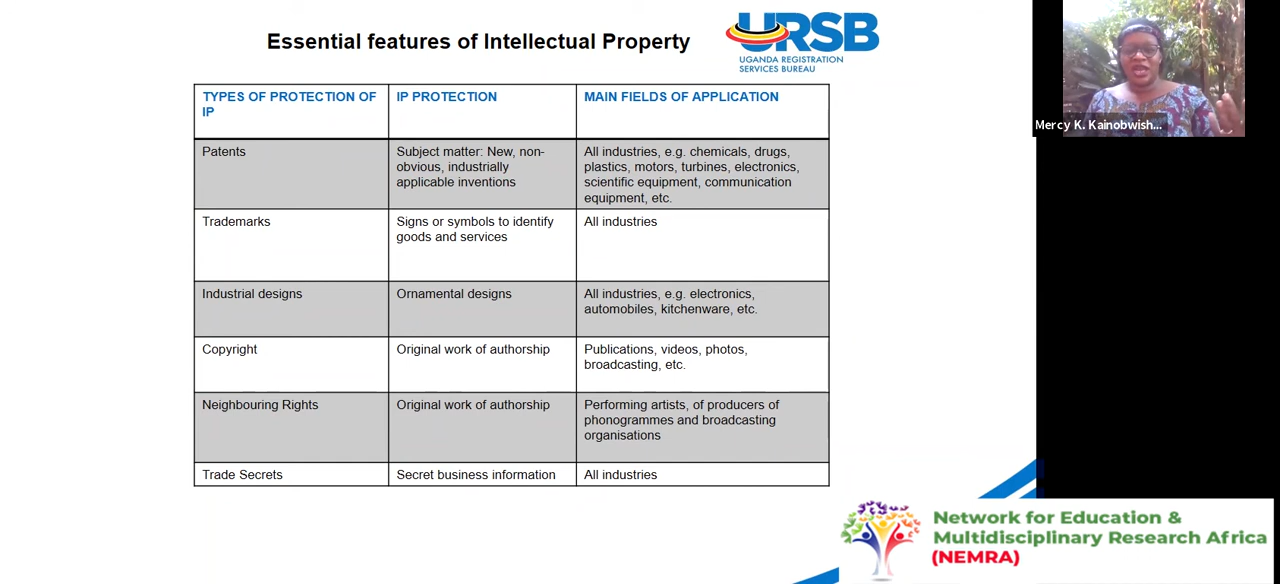 Essential features of Intellectual Property
URSB
UGANDA REGISTRATION
SERVICES BUREAU
Mercy K. Kainobwish...
TYPES OF PROTECTION OF
IP
IP PROTECTION
MAIN FIELDS OF APPLICATION
Patents
Subject matter: New, non-
obvious, industrially
applicable inventions
All industries, e.g. chemicals, drugs,
plastics, motors, turbines, electronics,
scientific equipment, communication
equipment, etc.
Trademarks
Signs or symbols to identify
goods and services
All industries
Industrial designs
Ornamental designs
All industries, e.g. electronics,
automobiles, kitchenware, etc.
Copyright
Original work of authorship
Publications, videos, photos,
broadcasting, etc.
Neighbouring Rights
Original work of authorship
Performing artists, of producers of
phonogrammes and broadcasting
organisations
Trade Secrets
Secret business information
All industries
Network for Education &
Multidisciplinary Research Africa
(NEMRA)